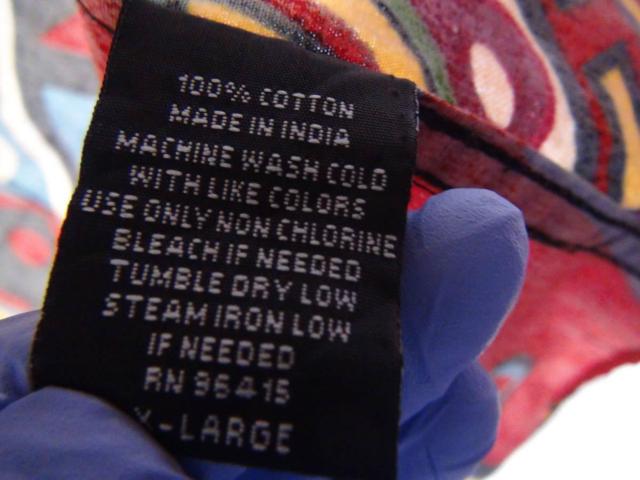 100% COTTON
MADE IN INDIA
MACHINE WASH COLD
WITH LIKE COLORS
USE ONLY NON CHLORINE
BLEACH IF NEEDED
TUMBLE DRY LOW
STEAM IRON LOW
IF NEEDED
RN 96415
X-LARGE